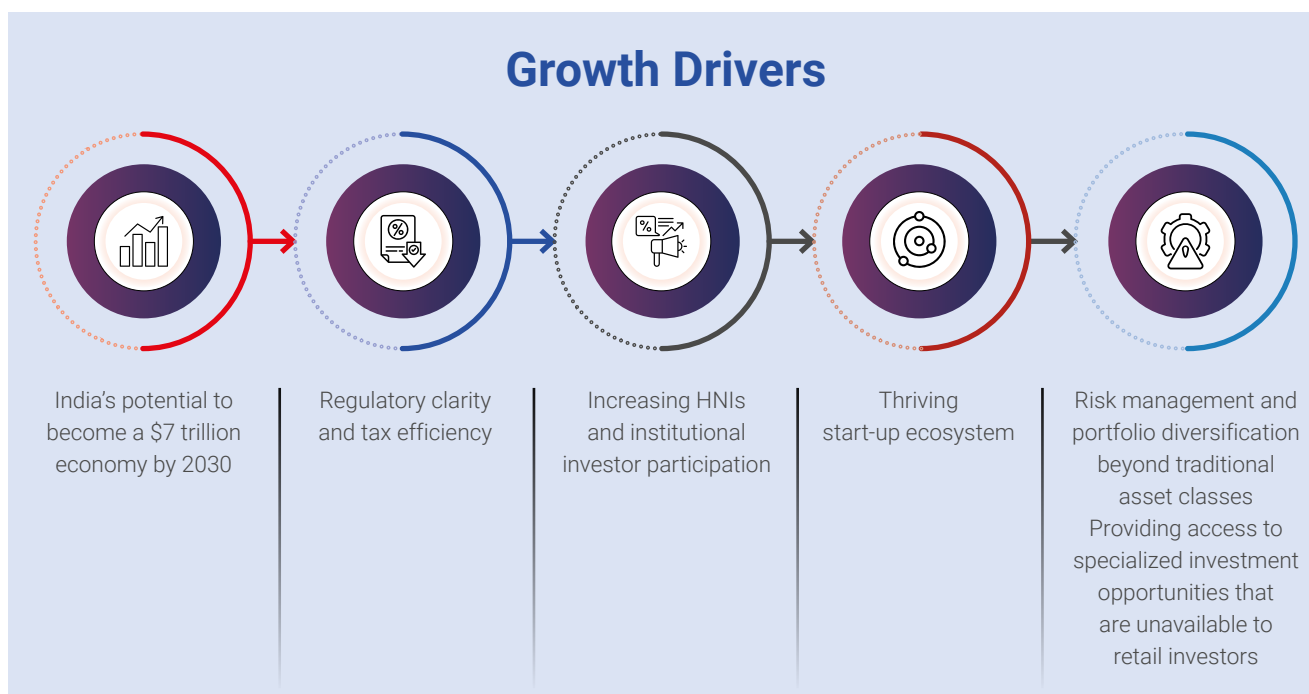 Growth Drivers
%
%
India’s potential to
become a $7 trillion
economy by 2030
Regulatory clarity
and tax efficiency
Increasing HNIs
and institutional
investor participation
Thriving
start-up ecosystem
Risk management and
portfolio diversification
beyond traditional
asset classes
Providing access to
specialized investment
opportunities that
are unavailable to
retail investors